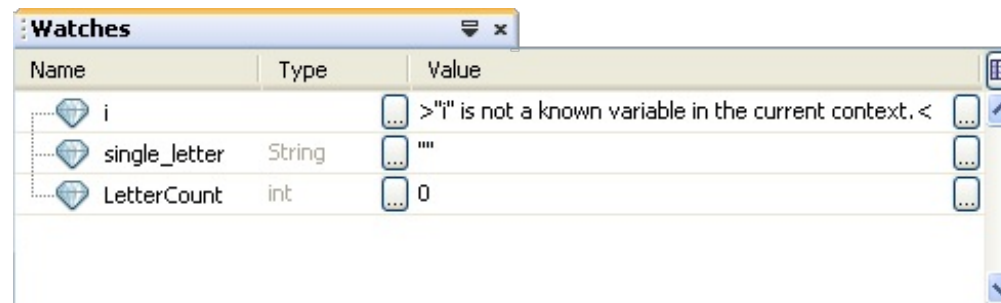 Watches
Name Type Value
i ... >"i" is not a known variable in the current context.< ...
single_letter String ... "" ...
LetterCount int ... 0 ...